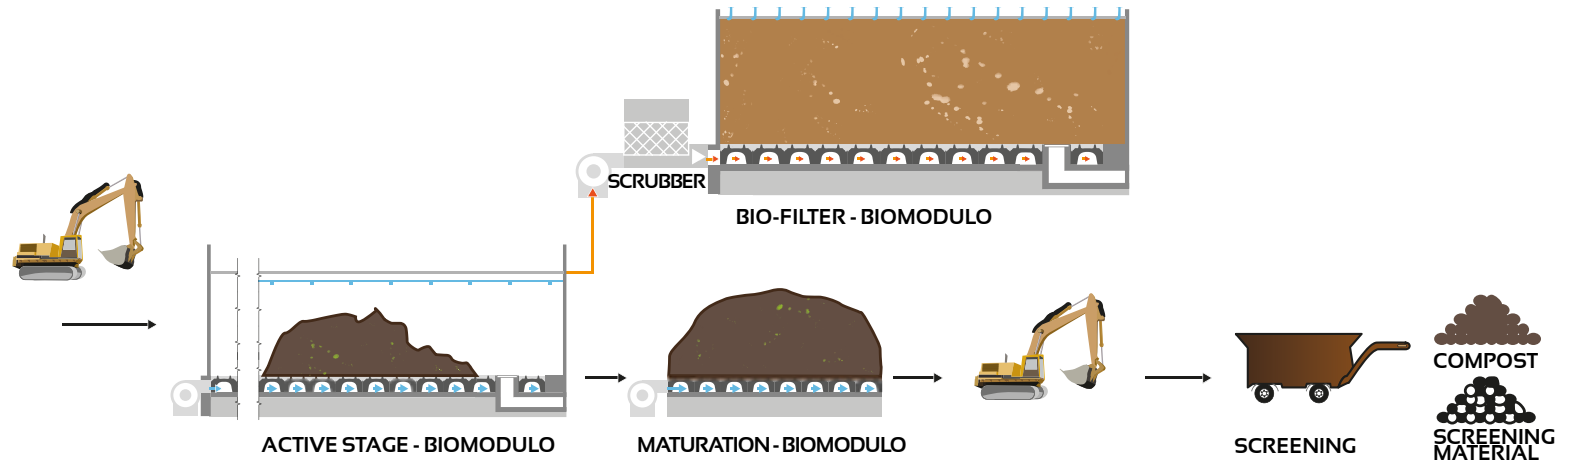 SCRUBBER
BIO-FILTER - BIOMODULO
ACTIVE STAGE - BIOMODULO
MATURATION - BIOMODULO
SCREENING
COMPOST
SCREENING
MATERIAL